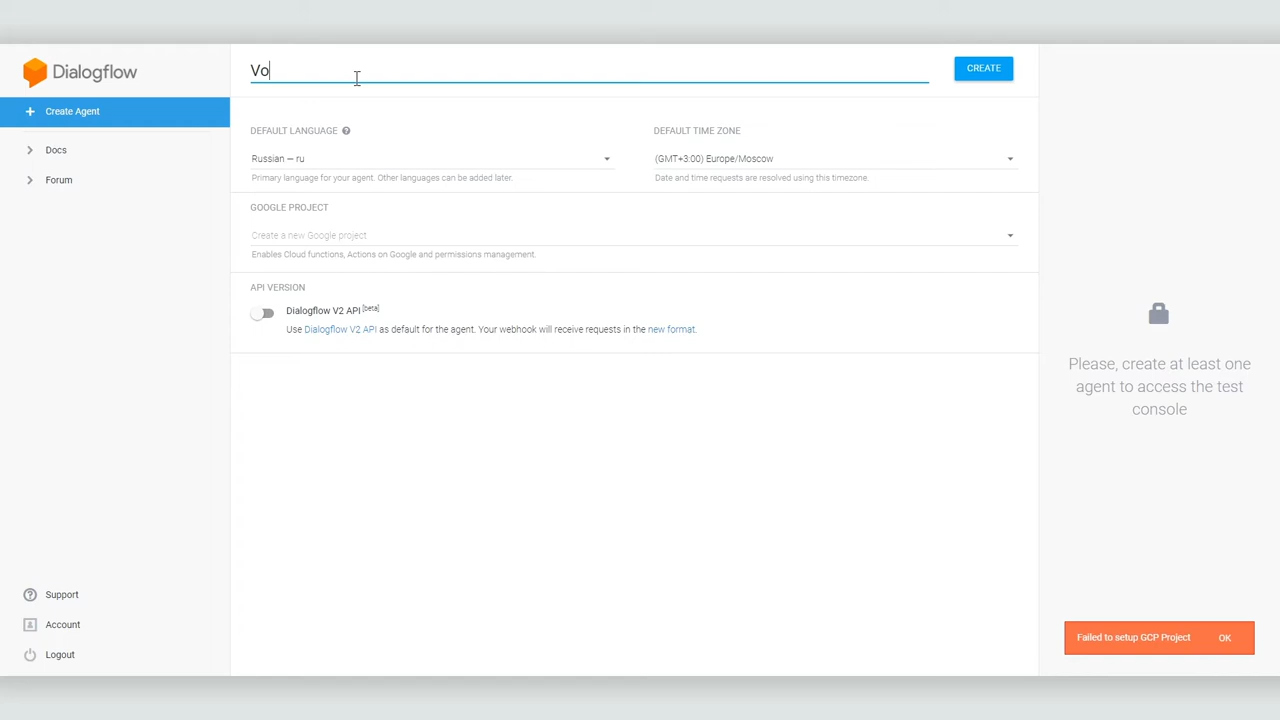 Dialogflow
Vo
CREATE
Create Agent
Docs
Forum
DEFAULT LANGUAGE
DEFAULT TIME ZONE
Russian — ru
(GMT+3:00) Europe/Moscow
Primary language for your agent. Other languages can be added later.
Date and time requests are resolved using this timezone.
GOOGLE PROJECT
Create a new Google project
Enables Cloud functions, Actions on Google and permissions management.
API VERSION
Dialogflow V2 API [beta]
Use Dialogflow V2 API as default for the agent. Your webhook will receive requests in the new format.
Please, create at least one
agent to access the test
console
Support
Account
Logout
Failed to setup GCP Project OK